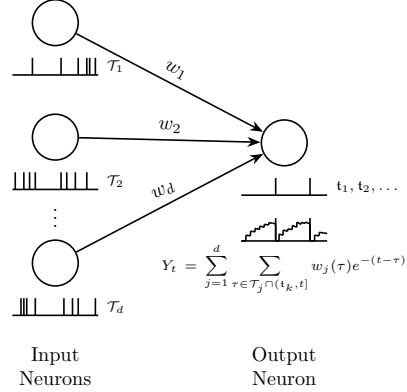 𝒯₁
w₁
w₂
𝒯₂
⋮
w_d
𝔱₁, 𝔱₂, . . .
Y_t = ∑_{j=1}^{d} ∑_{τ∈𝒯_j∩(𝔱_k,t]} w_j(τ)e^{−(t−τ)}
𝒯_d
Input
Neurons
Output
Neuron